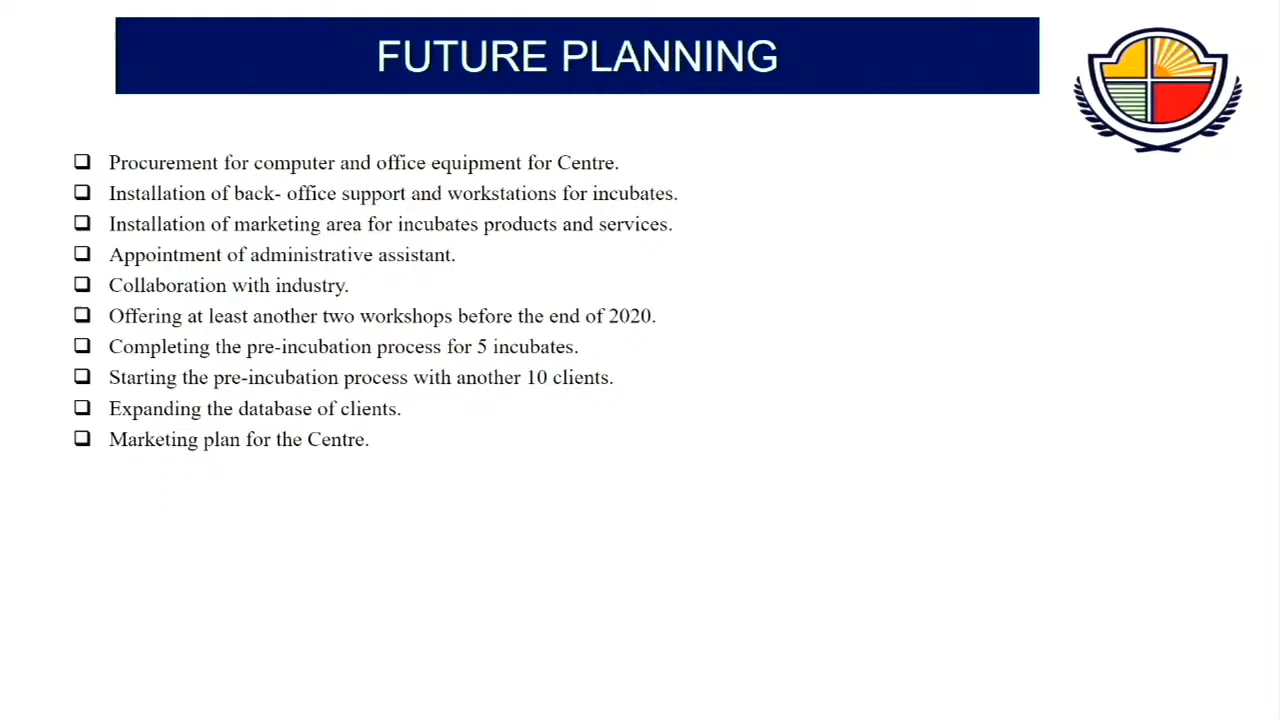 FUTURE PLANNING
Procurement for computer and office equipment for Centre.
Installation of back- office support and workstations for incubates.
Installation of marketing area for incubates products and services.
Appointment of administrative assistant.
Collaboration with industry.
Offering at least another two workshops before the end of 2020.
Completing the pre-incubation process for 5 incubates.
Starting the pre-incubation process with another 10 clients.
Expanding the database of clients.
Marketing plan for the Centre.